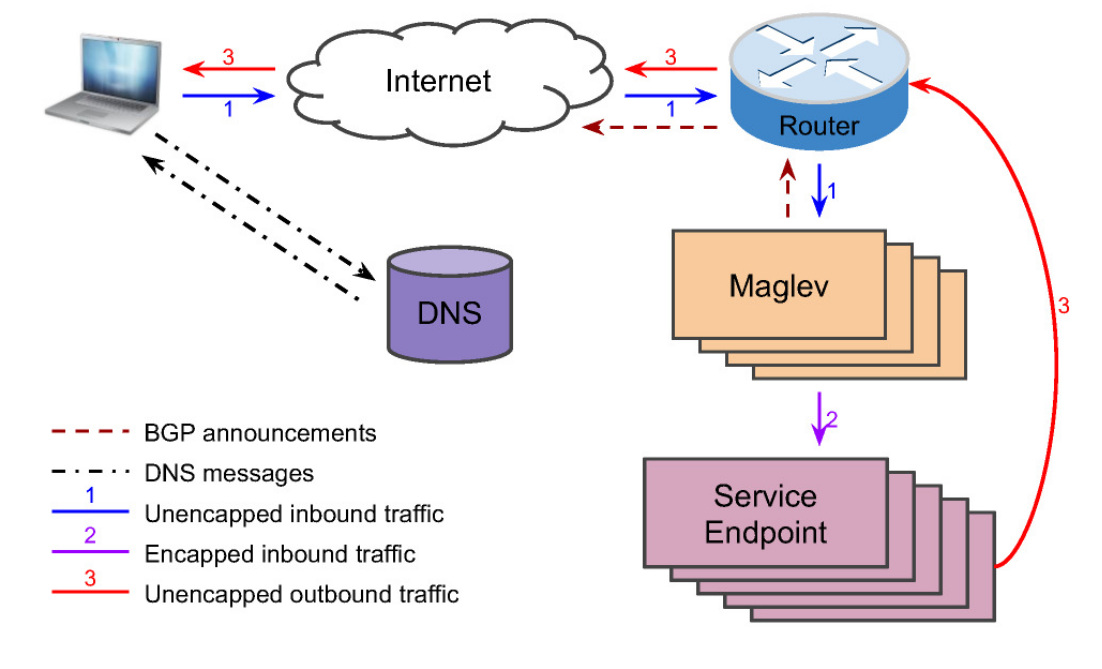 3
3
Internet
1
1
Router
1
Maglev
DNS
3
2
BGP announcements
DNS messages
1
Unencapped inbound traffic
2
Encapped inbound traffic
3
Unencapped outbound traffic
Service
Endpoint